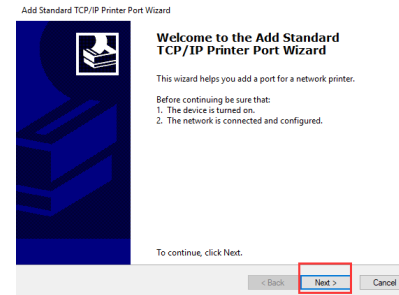 Add Standard TCP/IP Printer Port Wizard
Welcome to the Add Standard
TCP/IP Printer Port Wizard
This wizard helps you add a port for a network printer.
Before continuing be sure that:
1. The device is turned on.
2. The network is connected and configured.
To continue, click Next.
< Back Next > Cancel